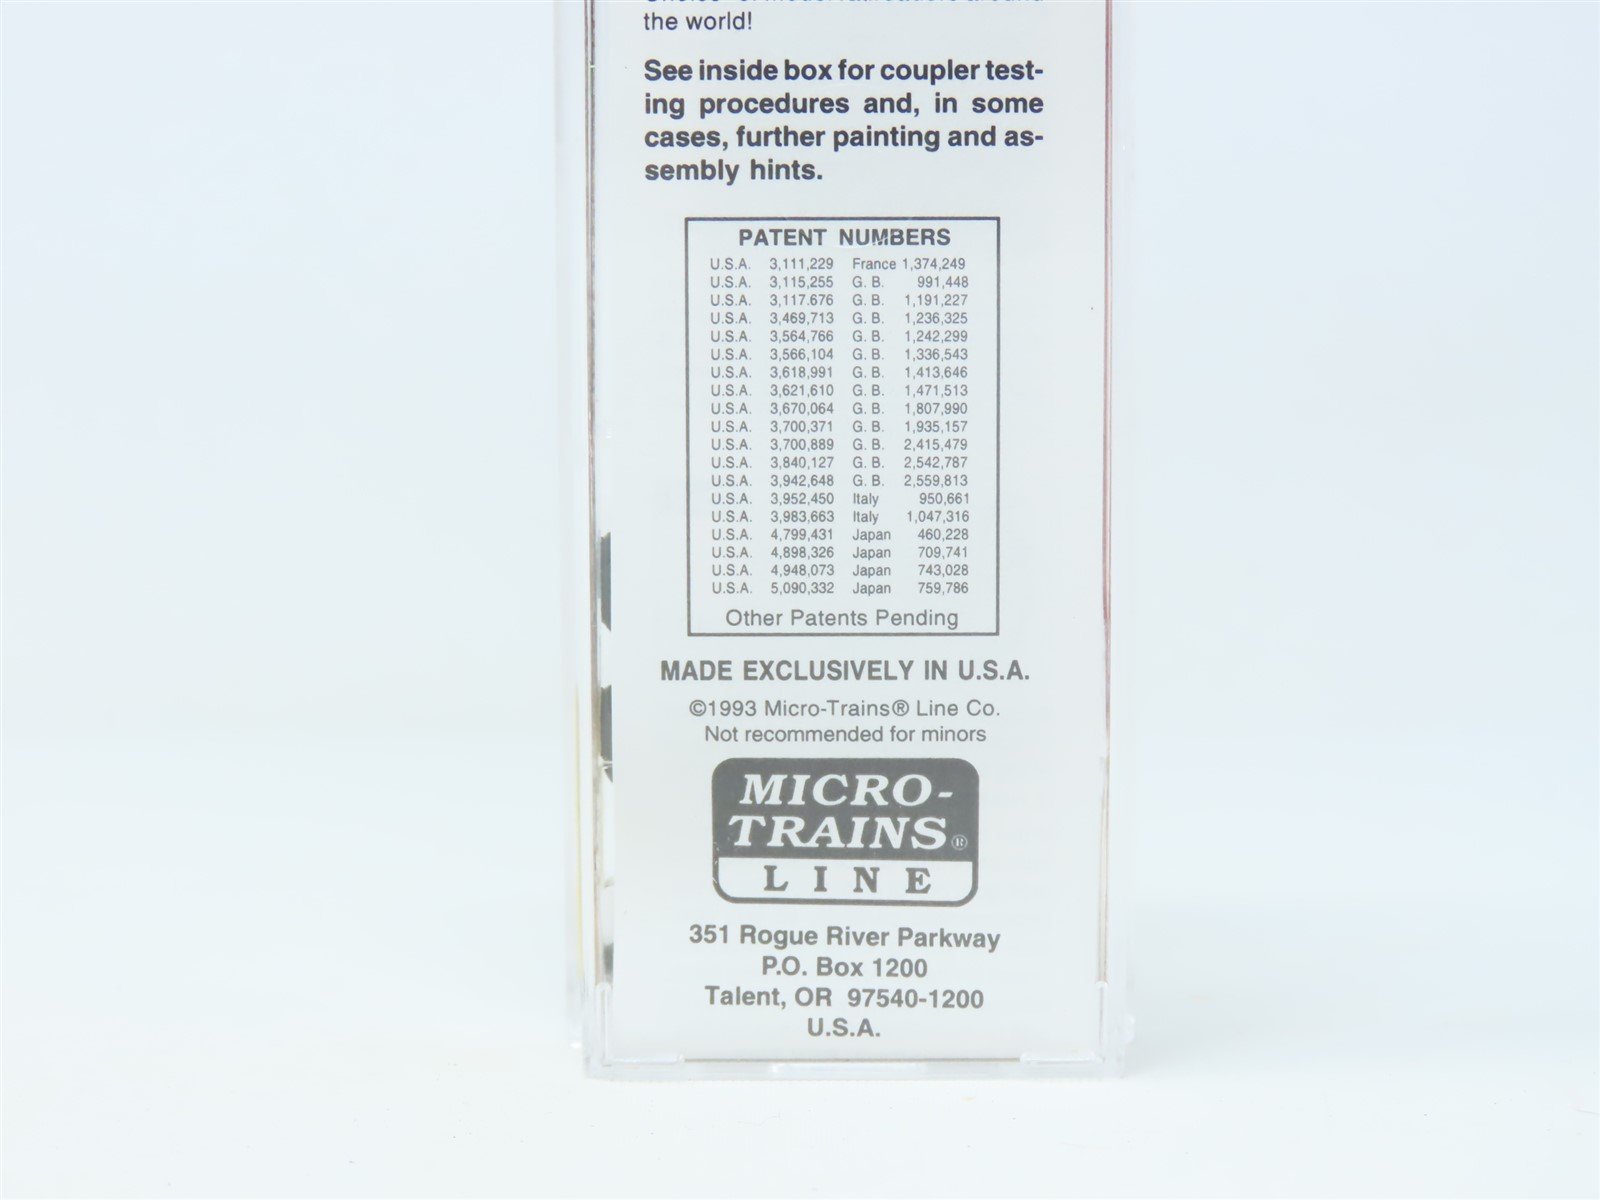 the world!
See inside box for coupler test-
ing procedures and, in some
cases, further painting and as-
sembly hints.
PATENT NUMBERS
U.S.A. 3,111,229 France 1,374,249
U.S.A. 3,115,255 G. B. 991,448
U.S.A. 3,117.676 G. B. 1,191,227
U.S.A. 3,469,713 G. B. 1,236,325
U.S.A. 3,564,766 G. B. 1,242,299
U.S.A. 3,566,104 G. B. 1,336,543
U.S.A. 3,618,991 G. B. 1,413,646
U.S.A. 3,621,610 G. B. 1,471,513
U.S.A. 3,670,064 G. B. 1,807,990
U.S.A. 3,700,371 G. B. 1,935,157
U.S.A. 3,700,889 G. B. 2,415,479
U.S.A. 3,840,127 G. B. 2,542,787
U.S.A. 3,942,648 G. B. 2,559,813
U.S.A. 3,952,450 Italy 950,661
U.S.A. 3,983,663 Italy 1,047,316
U.S.A. 4,799,431 Japan 460,228
U.S.A. 4,898,326 Japan 709,741
U.S.A. 4,948,073 Japan 743,028
U.S.A. 5,090,332 Japan 759,786
Other Patents Pending
MADE EXCLUSIVELY IN U.S.A.
©1993 Micro-Trains® Line Co.
Not recommended for minors
MICRO-
TRAINS®
LINE
351 Rogue River Parkway
P.O. Box 1200
Talent, OR 97540-1200
U.S.A.